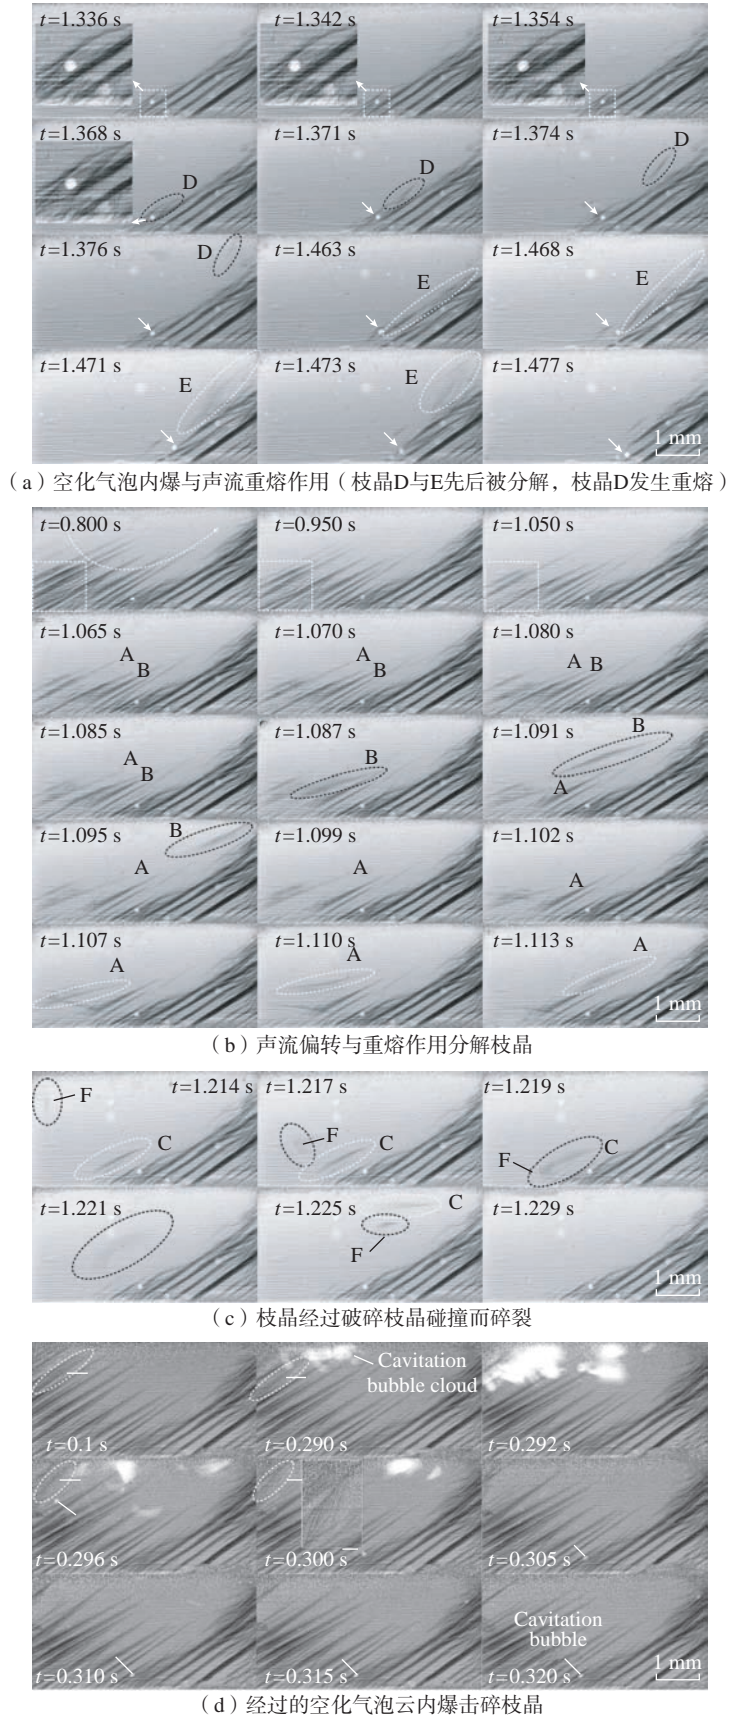 t=1.336 s t=1.342 s t=1.354 s
t=1.368 s t=1.371 s t=1.374 s
D D D
t=1.376 s t=1.463 s t=1.468 s
D E E
t=1.471 s t=1.473 s t=1.477 s
E E
1 mm
（a）空化气泡内爆与声流重熔作用（枝晶D与E先后被分解，枝晶D发生重熔）
t=0.800 s t=0.950 s t=1.050 s
t=1.065 s t=1.070 s t=1.080 s
A B A B A B
t=1.085 s t=1.087 s t=1.091 s
A B B B A
t=1.095 s t=1.099 s t=1.102 s
B A A A
t=1.107 s t=1.110 s t=1.113 s
A A A
1 mm
（b）声流偏转与重熔作用分解枝晶
t=1.214 s t=1.217 s t=1.219 s
F C F C F C
t=1.221 s t=1.225 s t=1.229 s
C F
1 mm
（c）枝晶经过破碎枝晶碰撞而碎裂
Cavitation
bubble cloud
t=0.1 s t=0.290 s t=0.292 s
t=0.296 s t=0.300 s t=0.305 s
Cavitation
bubble
t=0.310 s t=0.315 s t=0.320 s
1 mm
（d）经过的空化气泡云内爆击碎枝晶